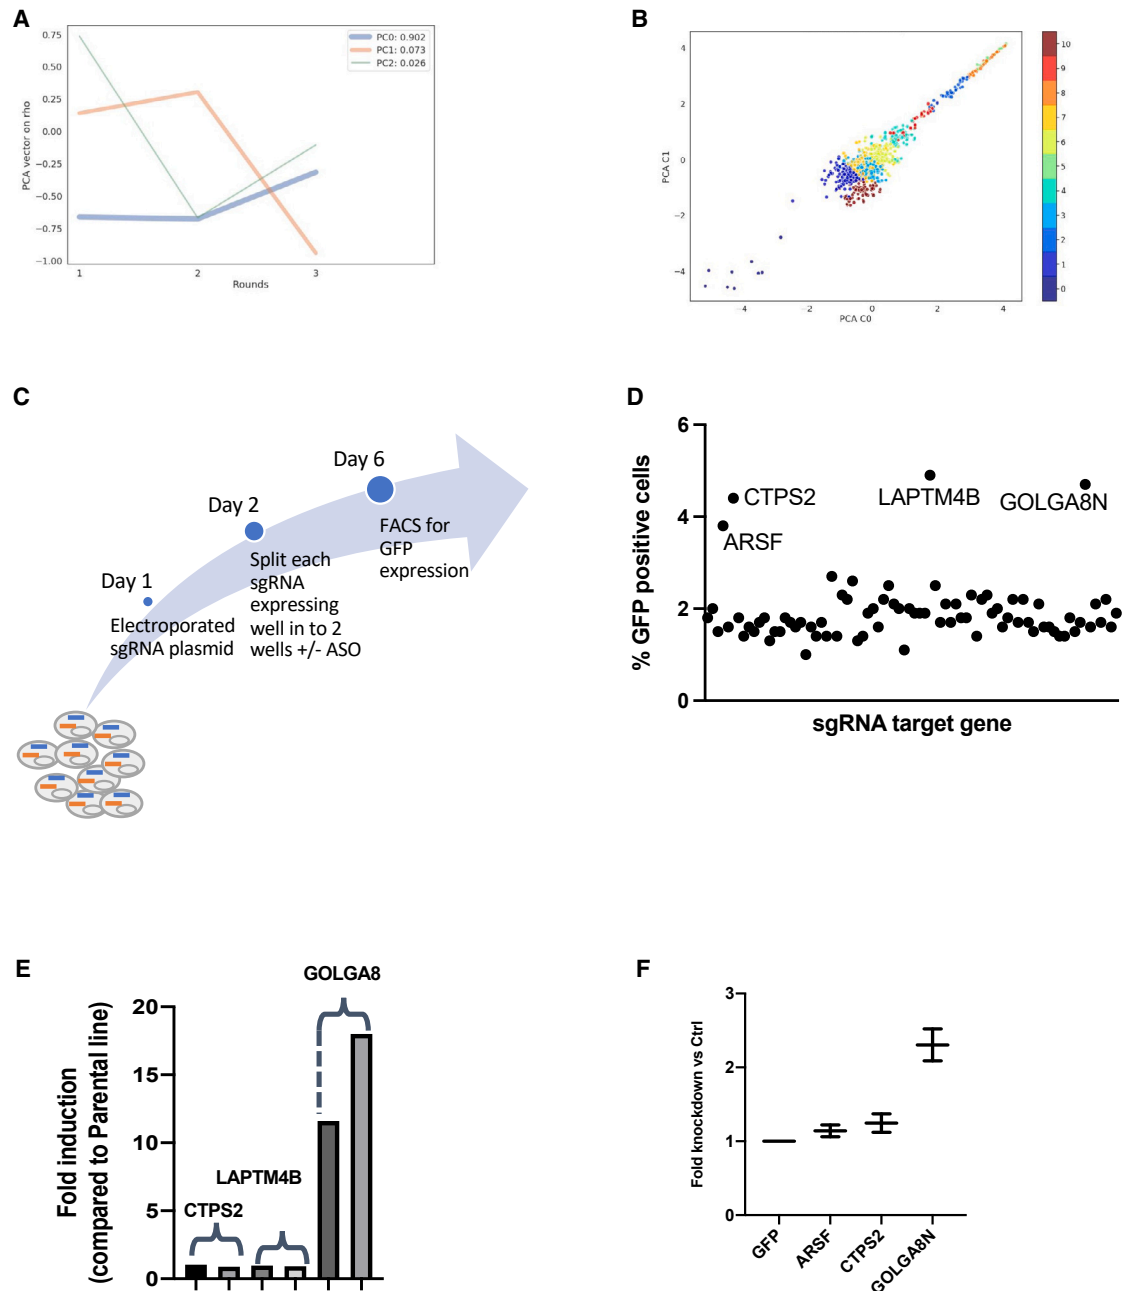 A
0.75
0.50
0.25
0.00
−0.25
−0.50
−0.75
−1.00
PCA vector on rho
1
2
3
Rounds
PC0: 0.902
PC1: 0.073
PC2: 0.026
B
4
2
0
−2
−4
PCA C1
−4
−2
0
2
4
PCA C0
10
9
8
7
6
5
4
3
2
1
0
C
Day 1
Electroporated
sgRNA plasmid
Day 2
Split each
sgRNA
expressing
well in to 2
wells +/- ASO
Day 6
FACS for
GFP
expression
D
6
4
2
0
% GFP positive cells
CTPS2
ARSF
LAPTM4B
GOLGA8N
sgRNA target gene
E
20
15
10
5
0
Fold induction
(compared to Parental line)
CTPS2
LAPTM4B
GOLGA8
F
3
2
1
0
Fold knockdown vs Ctrl
GFP
ARSF
CTPS2
GOLGA8N